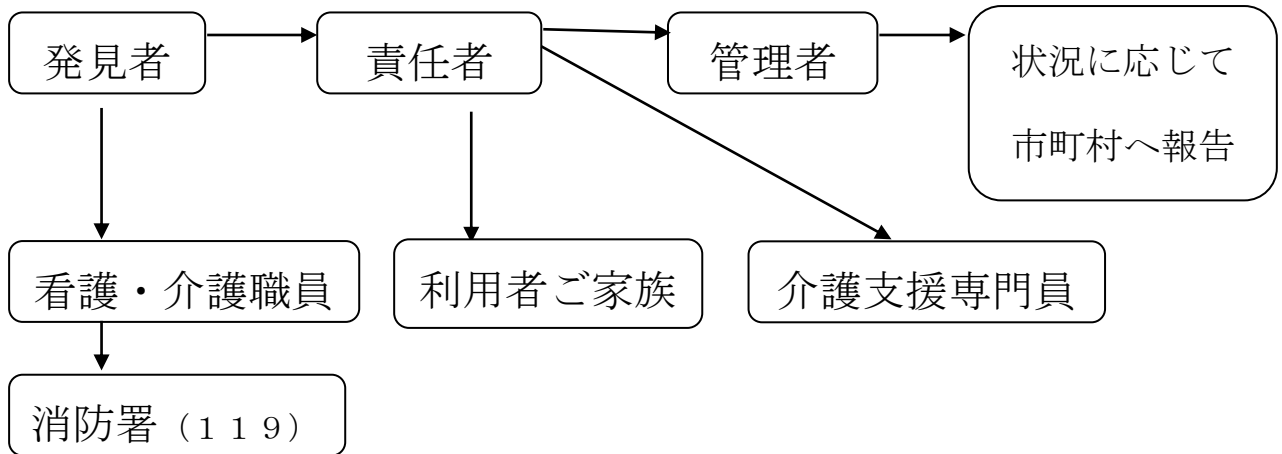 発見者
責任者
管理者
状況に応じて
市町村へ報告
看護・介護職員
利用者ご家族
介護支援専門員
消防署（１１９）